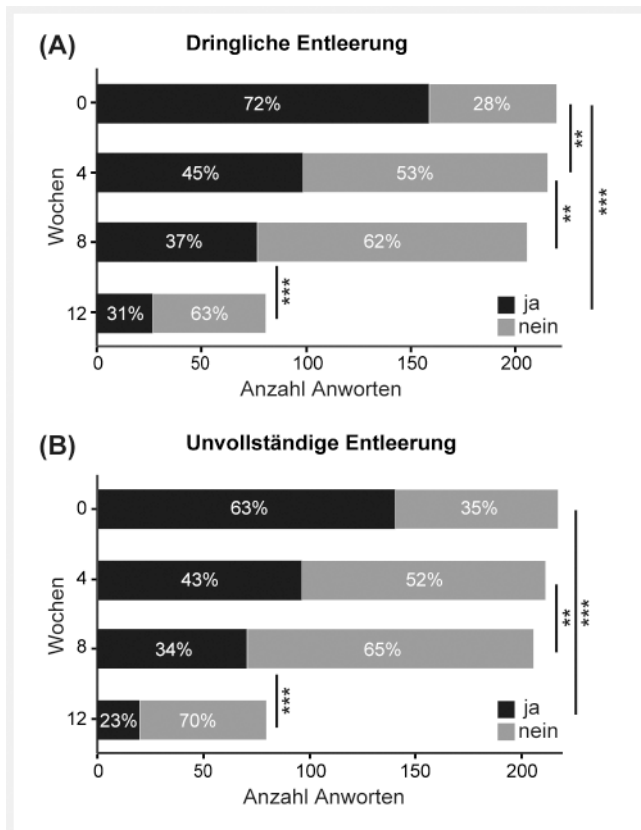 (A) Dringliche Entleerung
0 72% 28%
4 45% 53%
8 37% 62%
12 31% 63%
Wochen
** ** *** ***
ja
nein
0 50 100 150 200
Anzahl Anworten
(B) Unvollständige Entleerung
0 63% 35%
4 43% 52%
8 34% 65%
12 23% 70%
Wochen
** *** ***
ja
nein
0 50 100 150 200
Anzahl Anworten